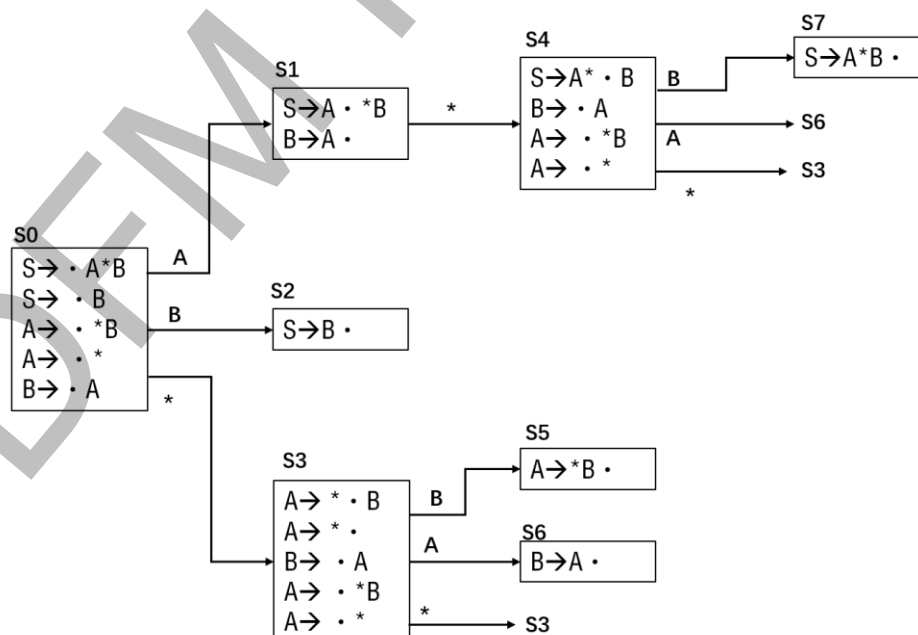 S7
S→A*B ·
S4
S→A* · B
B→ · A
A→ · *B
A→ · *
B
A
S6
*
S3
S1
S→A · *B
B→A ·
*
S0
S→ · A*B
S→ · B
A→ · *B
A→ · *
B→ · A
A
B
*
S2
S→B ·
S3
A→ * · B
A→ * ·
B→ · A
A→ · *B
A→ · *
B
A
*
S5
A→*B ·
S6
B→A ·
S3